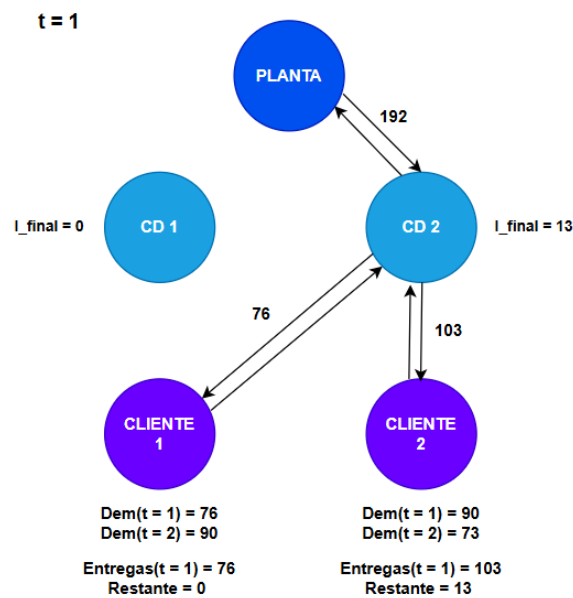 t = 1
PLANTA
192
I_final = 0
CD 1
CD 2
I_final = 13
76
103
CLIENTE
1
CLIENTE
2
Dem(t = 1) = 76
Dem(t = 2) = 90
Entregas(t = 1) = 76
Restante = 0
Dem(t = 1) = 90
Dem(t = 2) = 73
Entregas(t = 1) = 103
Restante = 13